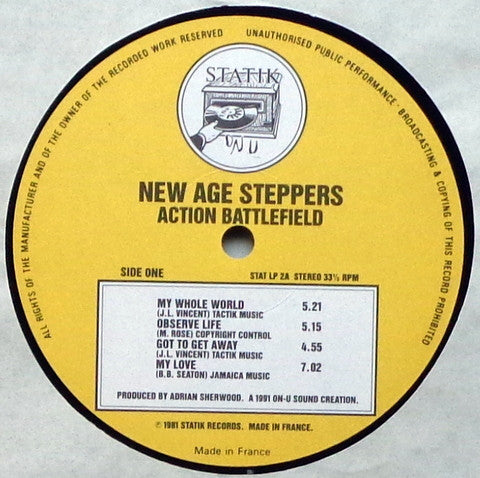 ALL RIGHTS OF THE MANUFACTURER AND OF THE OWNER OF THE RECORDED WORK RESERVED
UNAUTHORISED PUBLIC PERFORMANCE · BROADCASTING & COPYING OF THIS RECORD PROHIBITED
STATIK
ON U
NEW AGE STEPPERS
ACTION BATTLEFIELD
SIDE ONE STAT LP 2A STEREO 33⅓ RPM
MY WHOLE WORLD 5.21
(J.L. VINCENT) TACTIK MUSIC
OBSERVE LIFE 5.15
(M. ROSE) COPYRIGHT CONTROL
GOT TO GET AWAY 4.55
(J.L. VINCENT) TACTIK MUSIC
MY LOVE 7.02
(B.B. SEATON) JAMAICA MUSIC
PRODUCED BY ADRIAN SHERWOOD. A 1991 ON-U SOUND CREATION.
℗ 1981 STATIK RECORDS. MADE IN FRANCE.
Made in France